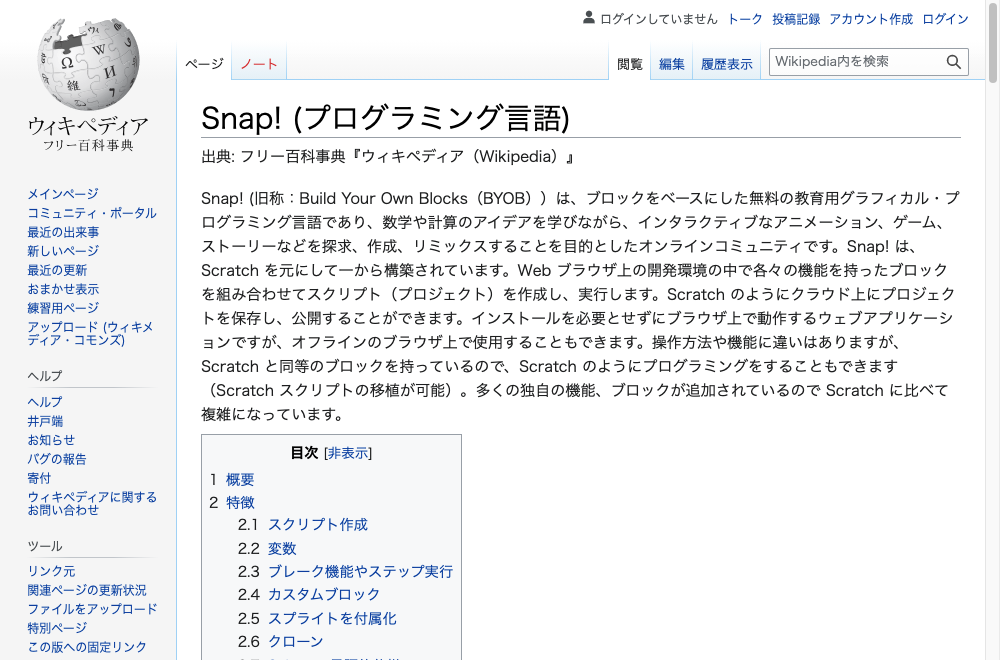 ログインしていません トーク 投稿記録 アカウント作成 ログイン
ページ ノート 閲覧 編集 履歴表示 Wikipedia内を検索
ウィキペディア
フリー百科事典
メインページ
コミュニティ・ポータル
最近の出来事
新しいページ
最近の更新
おまかせ表示
練習用ページ
アップロード (ウィキメ
ディア・コモンズ)
ヘルプ
ヘルプ
井戸端
お知らせ
バグの報告
寄付
ウィキペディアに関する
お問い合わせ
ツール
リンク元
関連ページの更新状況
ファイルをアップロード
特別ページ
この版への固定リンク
Snap! (プログラミング言語)
出典: フリー百科事典『ウィキペディア（Wikipedia）』
Snap! (旧称：Build Your Own Blocks（BYOB））は、ブロックをベースにした無料の教育用グラフィカル・プ
ログラミング言語であり、数学や計算のアイデアを学びながら、インタラクティブなアニメーション、ゲーム、
ストーリーなどを探求、作成、リミックスすることを目的としたオンラインコミュニティです。Snap! は、
Scratch を元にして一から構築されています。Web ブラウザ上の開発環境の中で各々の機能を持ったブロック
を組み合わせてスクリプト（プロジェクト）を作成し、実行します。Scratch のようにクラウド上にプロジェク
トを保存し、公開することができます。インストールを必要とせずにブラウザ上で動作するウェブアプリケーシ
ョンですが、オフラインのブラウザ上で使用することもできます。操作方法や機能に違いはありますが、
Scratch と同等のブロックを持っているので、Scratch のようにプログラミングをすることもできます
（Scratch スクリプトの移植が可能）。多くの独自の機能、ブロックが追加されているので Scratch に比べて
複雑になっています。
目次 [非表示]
1 概要
2 特徴
2.1 スクリプト作成
2.2 変数
2.3 ブレーク機能やステップ実行
2.4 カスタムブロック
2.5 スプライトを付属化
2.6 クローン